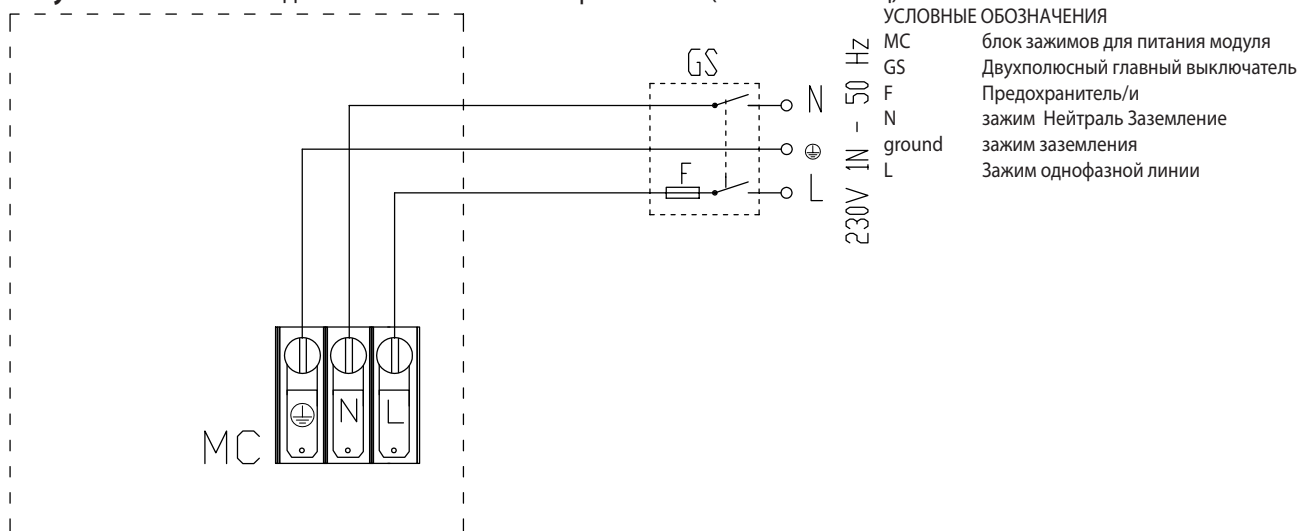 УСЛОВНЫЕ ОБОЗНАЧЕНИЯ
MC блок зажимов для питания модуля
GS Двухполюсный главный выключатель
F Предохранитель/и
N зажим Нейтраль Заземление
ground зажим заземления
L Зажим однофазной линии
GS
N
F
L
230V 1N - 50 Hz
MC
N
L